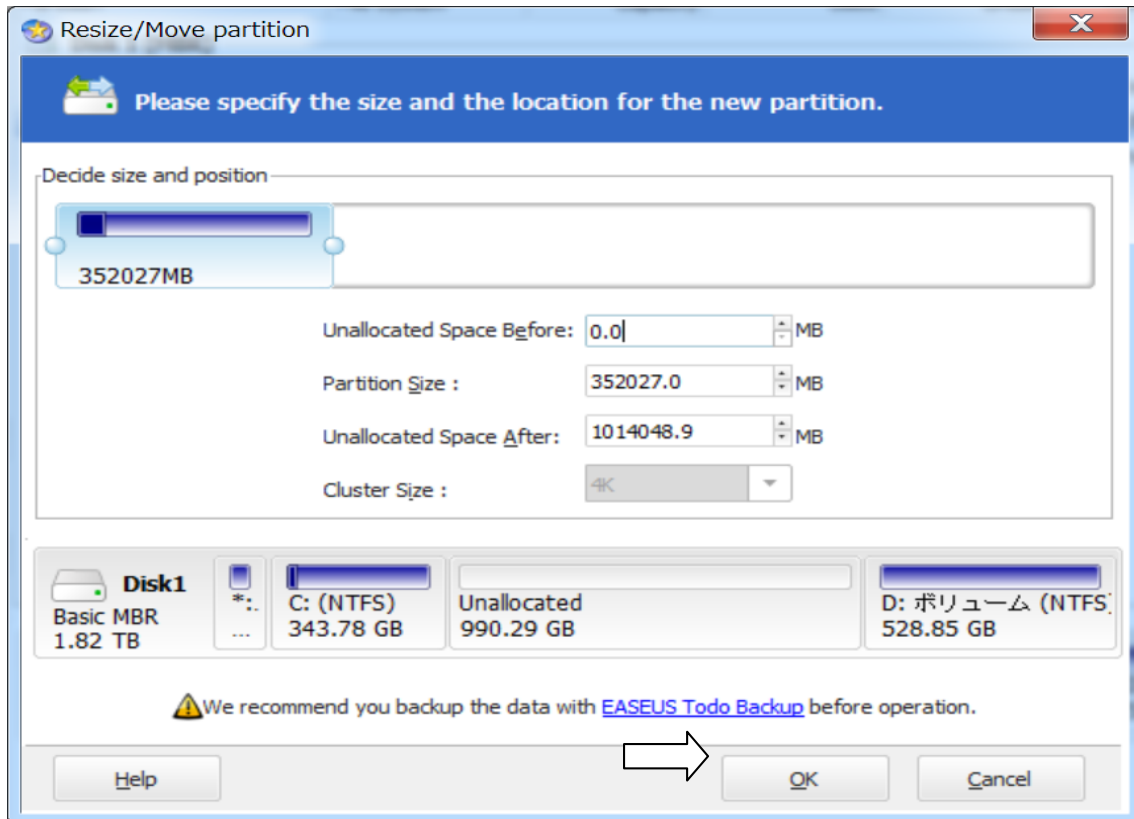 Resize/Move partition
Please specify the size and the location for the new partition.
Decide size and position
352027MB
Unallocated Space Before: 0.0 MB
Partition Size : 352027.0 MB
Unallocated Space After: 1014048.9 MB
Cluster Size : 4K
Disk1
Basic MBR
1.82 TB
*:.
...
C: (NTFS)
343.78 GB
Unallocated
990.29 GB
D: ボリューム (NTFS)
528.85 GB
We recommend you backup the data with EASEUS Todo Backup before operation.
Help
OK
Cancel